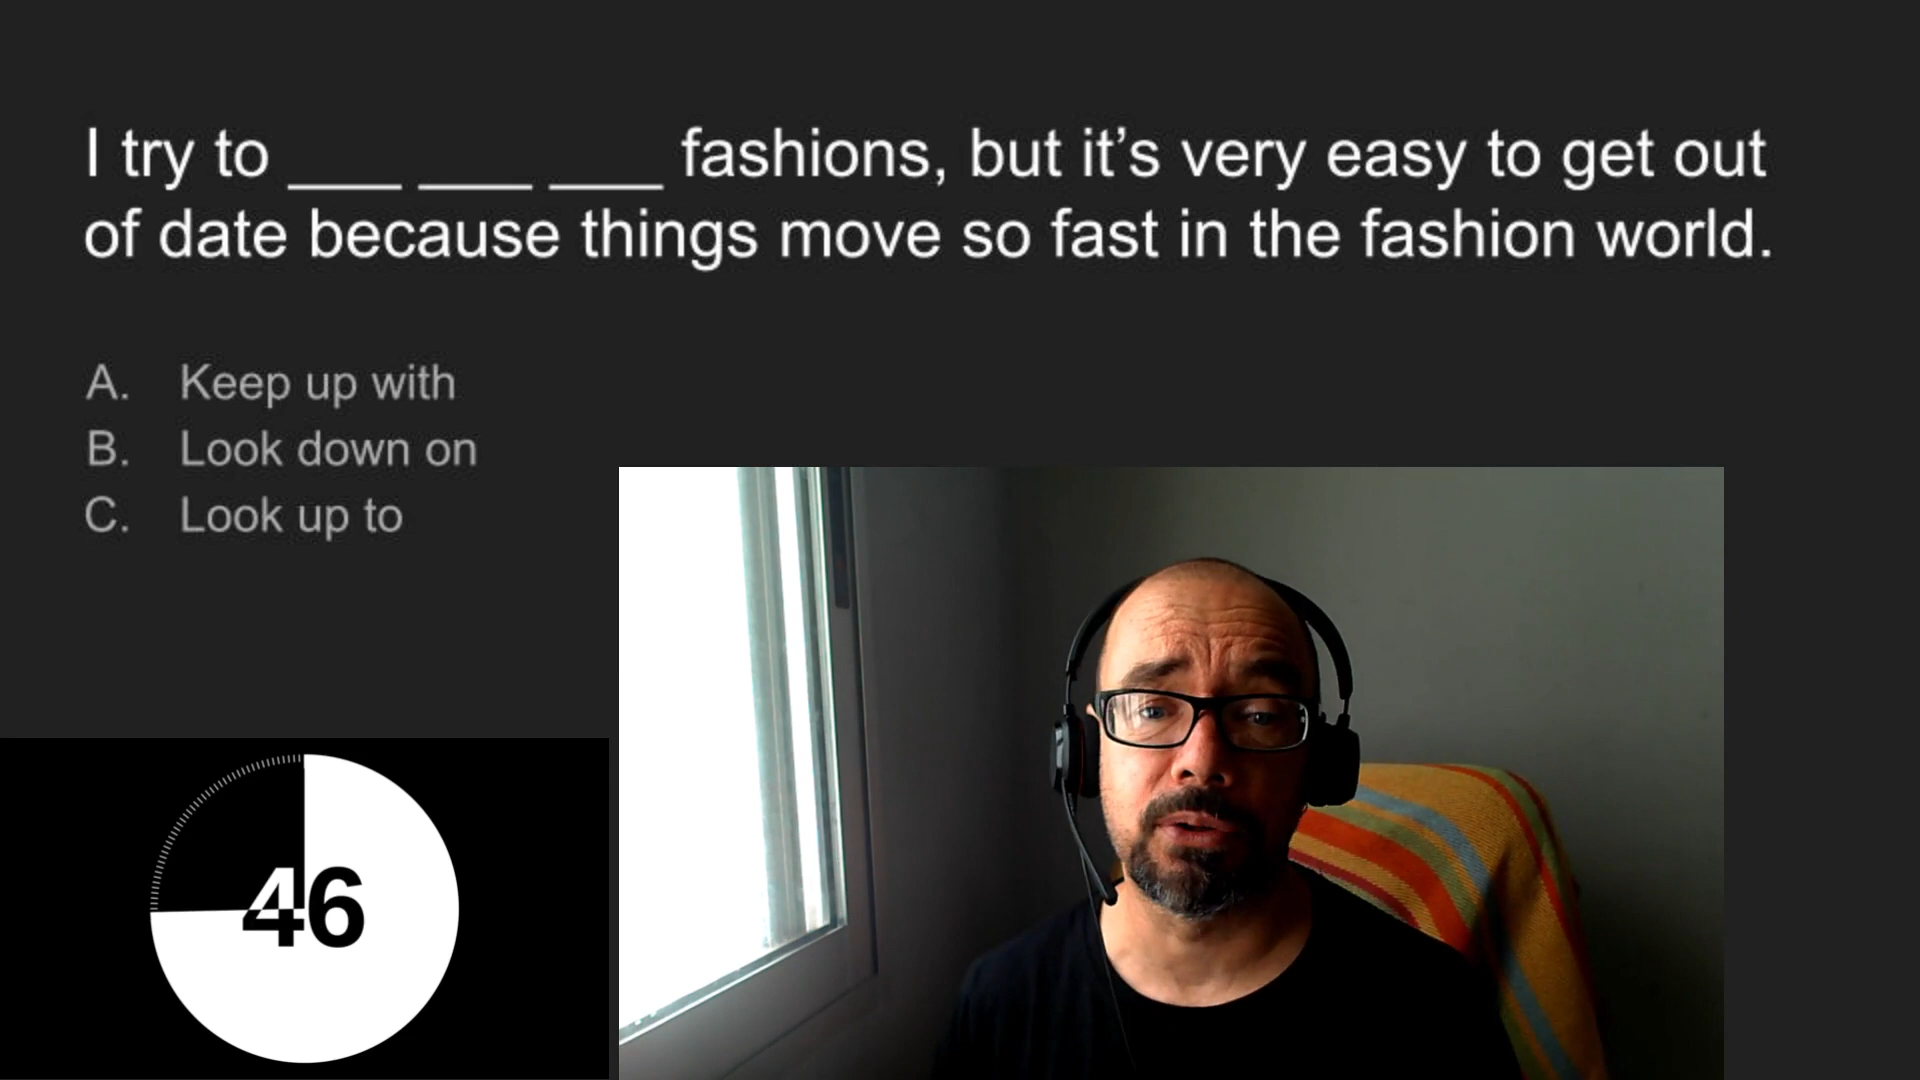 I try to ___ ___ ___ fashions, but it’s very easy to get out
of date because things move so fast in the fashion world.
A. Keep up with
B. Look down on
C. Look up to
46